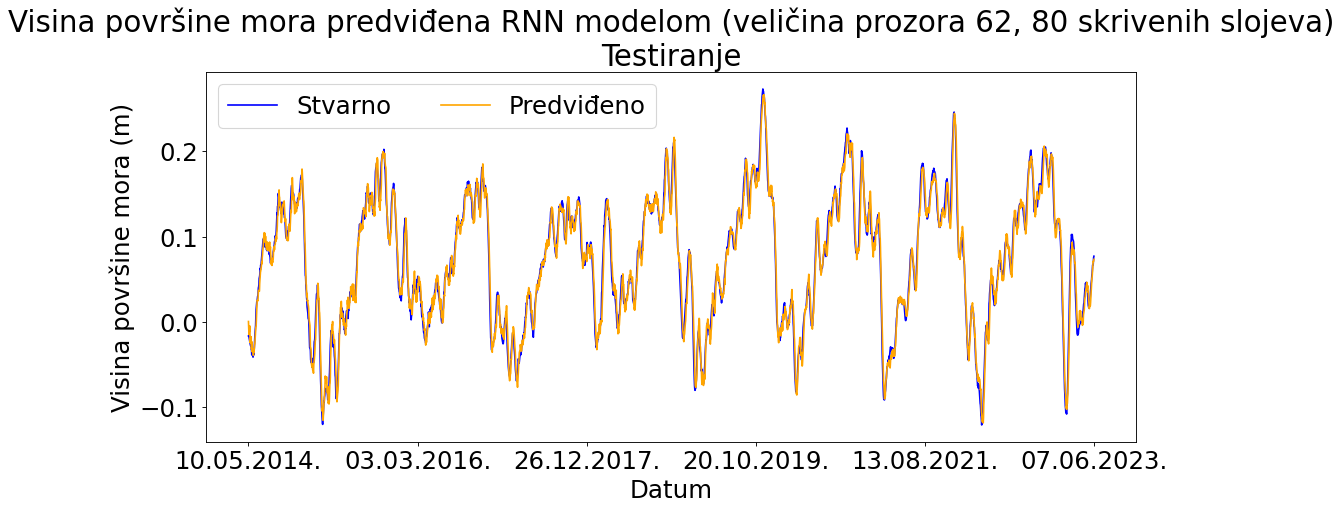 Visina površine mora predviđena RNN modelom (veličina prozora 62, 80 skrivenih slojeva)
Testiranje
Stvarno Predviđeno
Visina površine mora (m)
0.2
0.1
0.0
−0.1
10.05.2014. 03.03.2016. 26.12.2017. 20.10.2019. 13.08.2021. 07.06.2023.
Datum